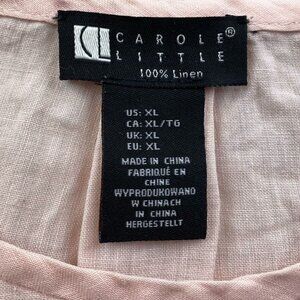 CL CAROLE®
LITTLE
100% Linen
US: XL
CA: XL/TG
UK: XL
EU: XL
MADE IN CHINA
FABRIQUÉ EN
CHINE
WYPRODUKOWANO
W CHINACH
IN CHINA
HERGESTELLT